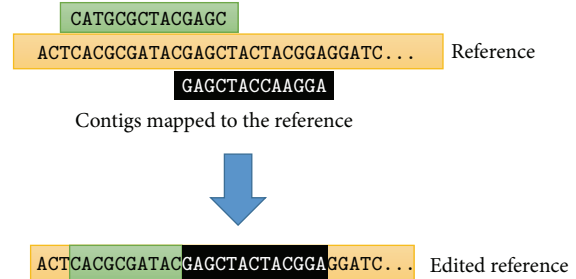 CATGCGCTACGAGC
ACTCACGCGATACGAGCTACTACGGAGGATC... Reference
GAGCTACCAAGGA
Contigs mapped to the reference
ACTCACGCGATACGAGCTACTACGGAGGATC... Edited reference